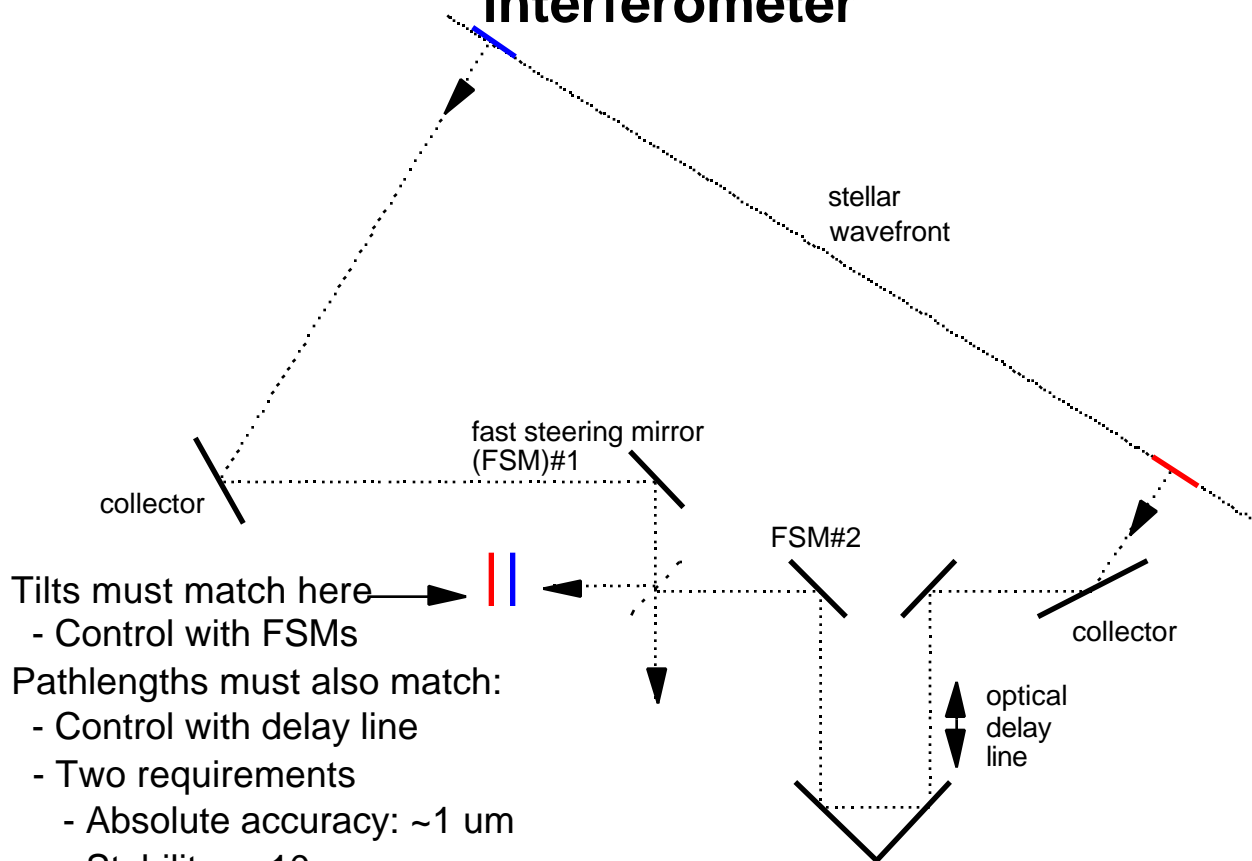 Interferometer
stellar
wavefront
fast steering mirror
(FSM)#1
collector
FSM#2
Tilts must match here
- Control with FSMs
collector
Pathlengths must also match:
- Control with delay line
optical
delay
line
- Two requirements
- Absolute accuracy: ~1 um